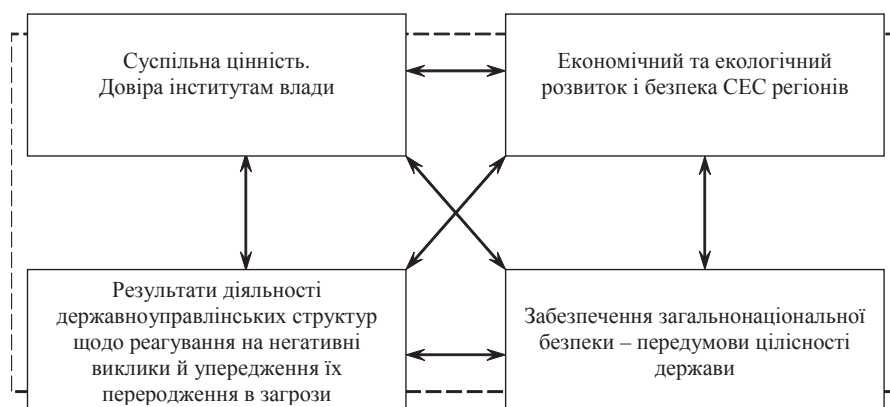 Суспільна цінність.
Довіра інститутам влади
Економічний та екологічний
розвиток і безпека СЕС регіонів
Результати діяльності
державноуправлінських структур
щодо реагування на негативні
виклики й упередження їх
переродження в загрози
Забезпечення загальнонаціональної
безпеки – передумови цілісності
держави